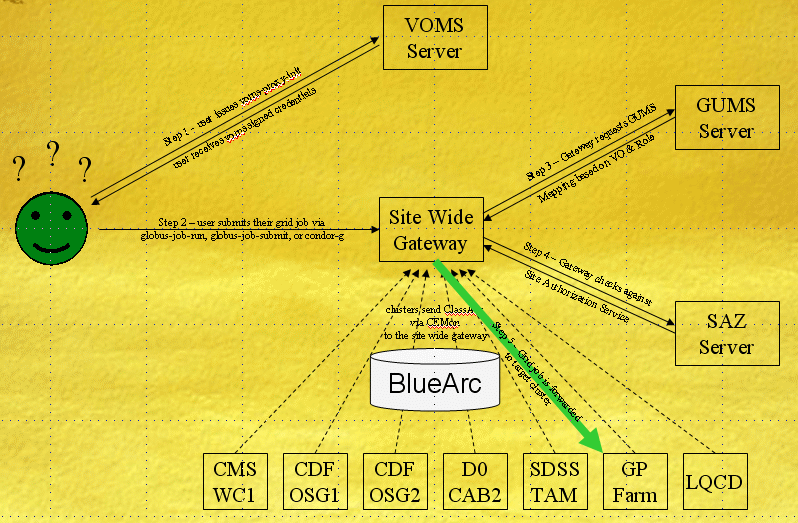 VOMS
Server
Step 1 - user issues voms-proxy-init
user receives voms signed credentials
GUMS
Server
Step 3 – Gateway requests GUMS
Mapping based on VO & Role
? ? ?
Step 2 – user submits their grid job via
globus-job-run, globus-job-submit, or condor-g
Site Wide
Gateway
Step 4 – Gateway checks against
Site Authorization Service
SAZ
Server
clusters send ClassAds
via CEMon
to the site wide gateway
Step 5 – Grid job is forwarded
to target cluster
BlueArc
CMS
WC1
CDF
OSG1
CDF
OSG2
D0
CAB2
SDSS
TAM
GP
Farm
LQCD